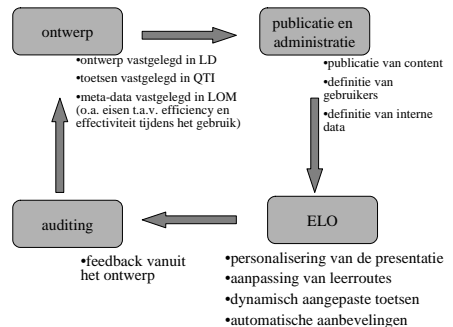 ontwerp
publicatie en
administratie
•ontwerp vastgelegd in LD
•toetsen vastgelegd in QTI
•meta-data vastgelegd in LOM
(o.a. eisen t.a.v. efficiency en
effectiviteit tijdens het gebruik)
•publicatie van content
•definitie van
gebruikers
•definitie van interne
data
auditing
ELO
•feedback vanuit
het ontwerp
•personalisering van de presentatie
•aanpassing van leerroutes
•dynamisch aangepaste toetsen
•automatische aanbevelingen